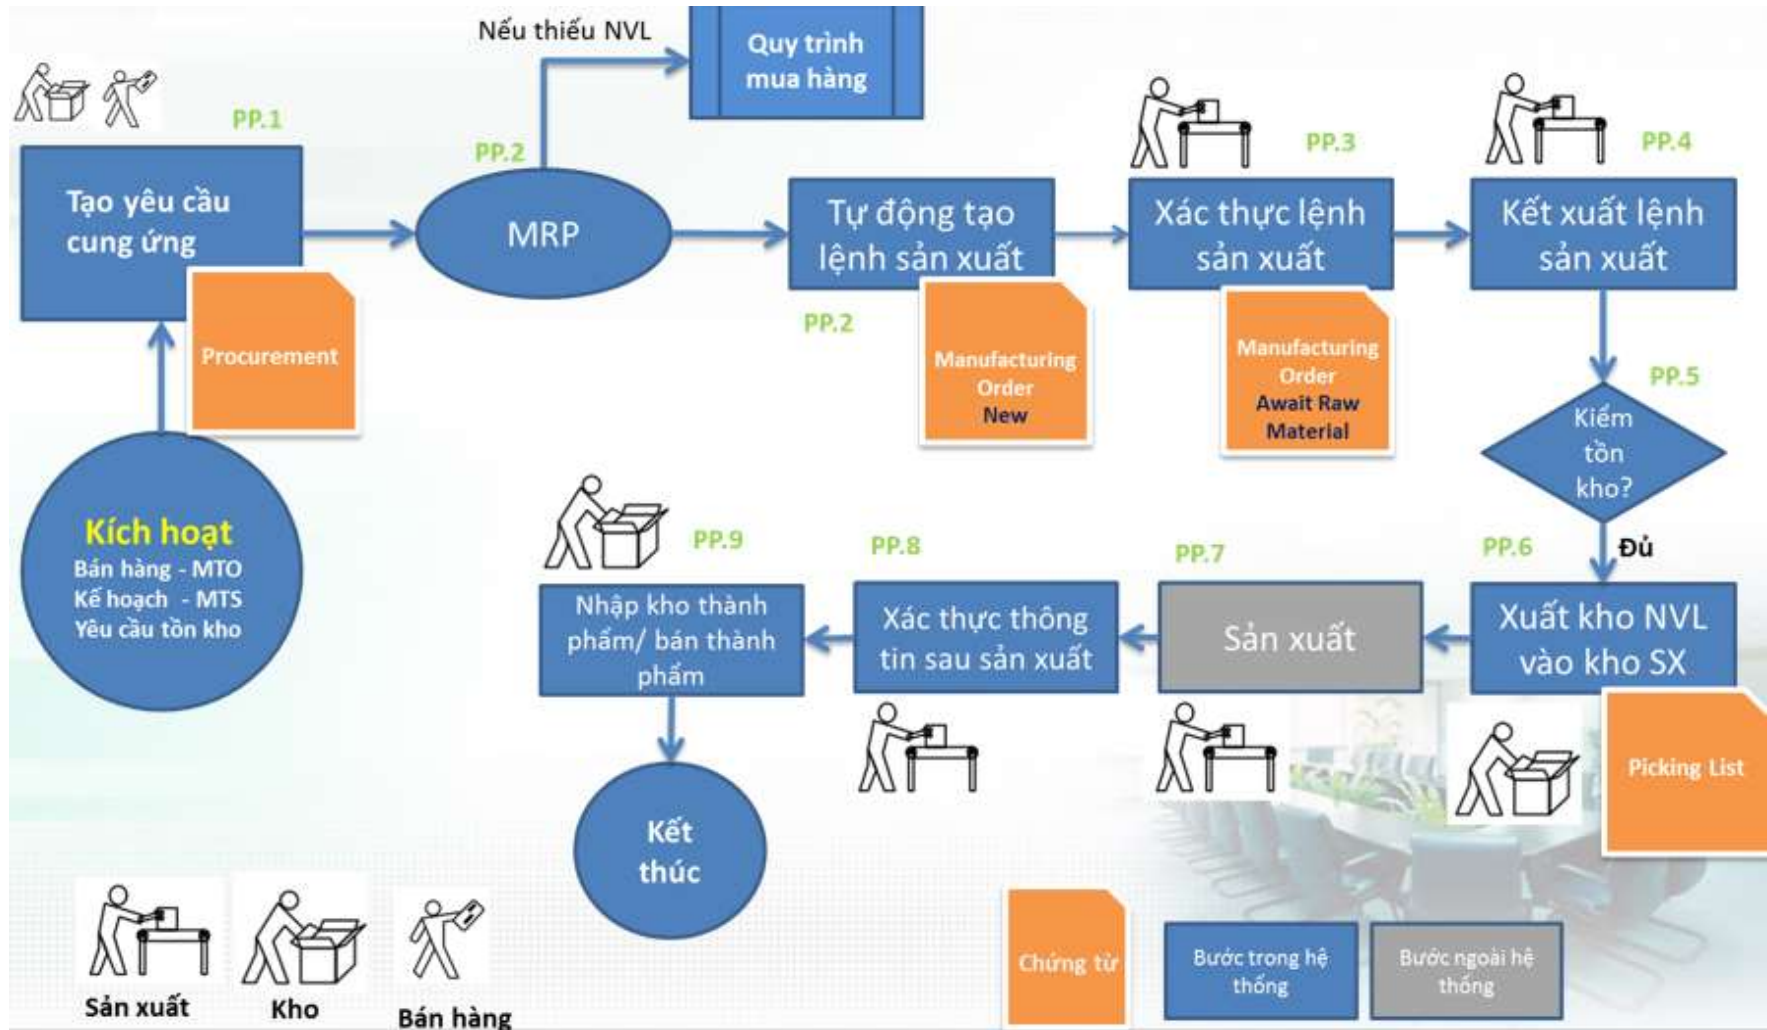 Nếu thiếu NVL
Quy trình
mua hàng
PP.1
Tạo yêu cầu
cung ứng
Procurement
PP.2
MRP
Tự động tạo
lệnh sản xuất
PP.2
Manufacturing
Order
New
PP.3
Xác thực lệnh
sản xuất
Manufacturing
Order
Await Raw
Material
PP.4
Kết xuất lệnh
sản xuất
PP.5
Kiểm
tồn
kho?
Đủ
Kích hoạt
Bán hàng - MTO
Kế hoạch - MTS
Yêu cầu tồn kho
PP.6
Xuất kho NVL
vào kho SX
Picking List
PP.7
Sản xuất
PP.8
Xác thực thông
tin sau sản xuất
PP.9
Nhập kho thành
phẩm/ bán thành
phẩm
Kết
thúc
Sản xuất
Kho
Bán hàng
Chứng từ
Bước trong hệ
thống
Bước ngoài hệ
thống